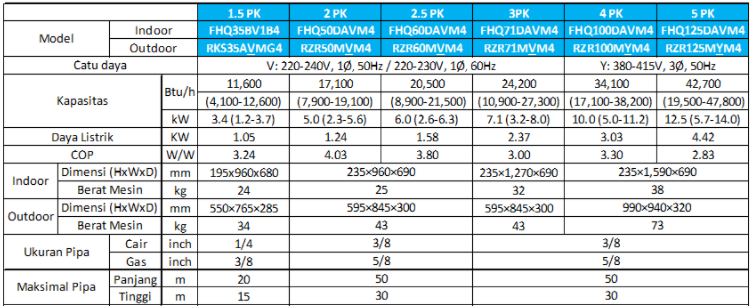 Model 1.5 PK 2 PK 2.5 PK 3PK 4 PK 5 PK
Indoor FHQ35BV1B4 FHQ50DAVM4 FHQ60DAVM4 FHQ71DAVM4 FHQ100DAVM4 FHQ125DAVM4
Outdoor RKS35AVMG4 RZR50MVM4 RZR60MVM4 RZR71MVM4 RZR100MYM4 RZR125MYM4
Catu daya V: 220-240V, 1Ø, 50Hz / 220-230V, 1Ø, 60Hz Y: 380-415V, 3Ø, 50Hz
Kapasitas Btu/h 11,600 17,100 20,500 24,200 34,100 42,700
(4,100-12,600) (7,900-19,100) (8,900-21,500) (10,900-27,300) (17,100-38,200) (19,500-47,800)
kW 3.4 (1.2-3.7) 5.0 (2.3-5.6) 6.0 (2.6-6.3) 7.1 (3.2-8.0) 10.0 (5.0-11.2) 12.5 (5.7-14.0)
Daya Listrik KW 1.05 1.24 1.58 2.37 3.03 4.42
COP W/W 3.24 4.03 3.80 3.00 3.30 2.83
Indoor Dimensi (HxWxD) mm 195x960x680 235×960×690 235×1,270×690 235×1,590×690
Berat Mesin kg 24 25 32 38
Outdoor Dimensi (HxWxD) mm 550×765×285 595×845×300 595×845×300 990×940×320
Berat Mesin kg 34 43 43 73
Ukuran Pipa Cair inch 1/4 3/8 3/8
Gas inch 3/8 5/8 5/8
Maksimal Pipa Panjang m 20 50 50
Tinggi m 15 30 30